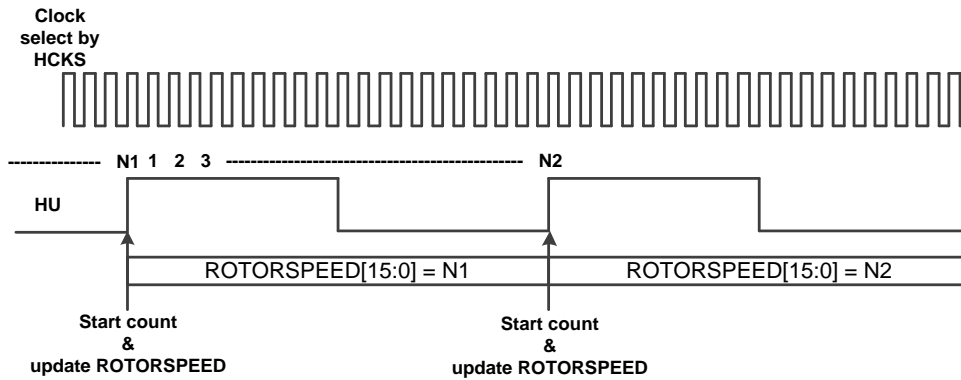 Clock
select by
HCKS
--------------- N1 1 2 3 ------------------------------------------------ N2
HU
ROTORSPEED[15:0] = N1
ROTORSPEED[15:0] = N2
Start count
&
update ROTORSPEED
Start count
&
update ROTORSPEED